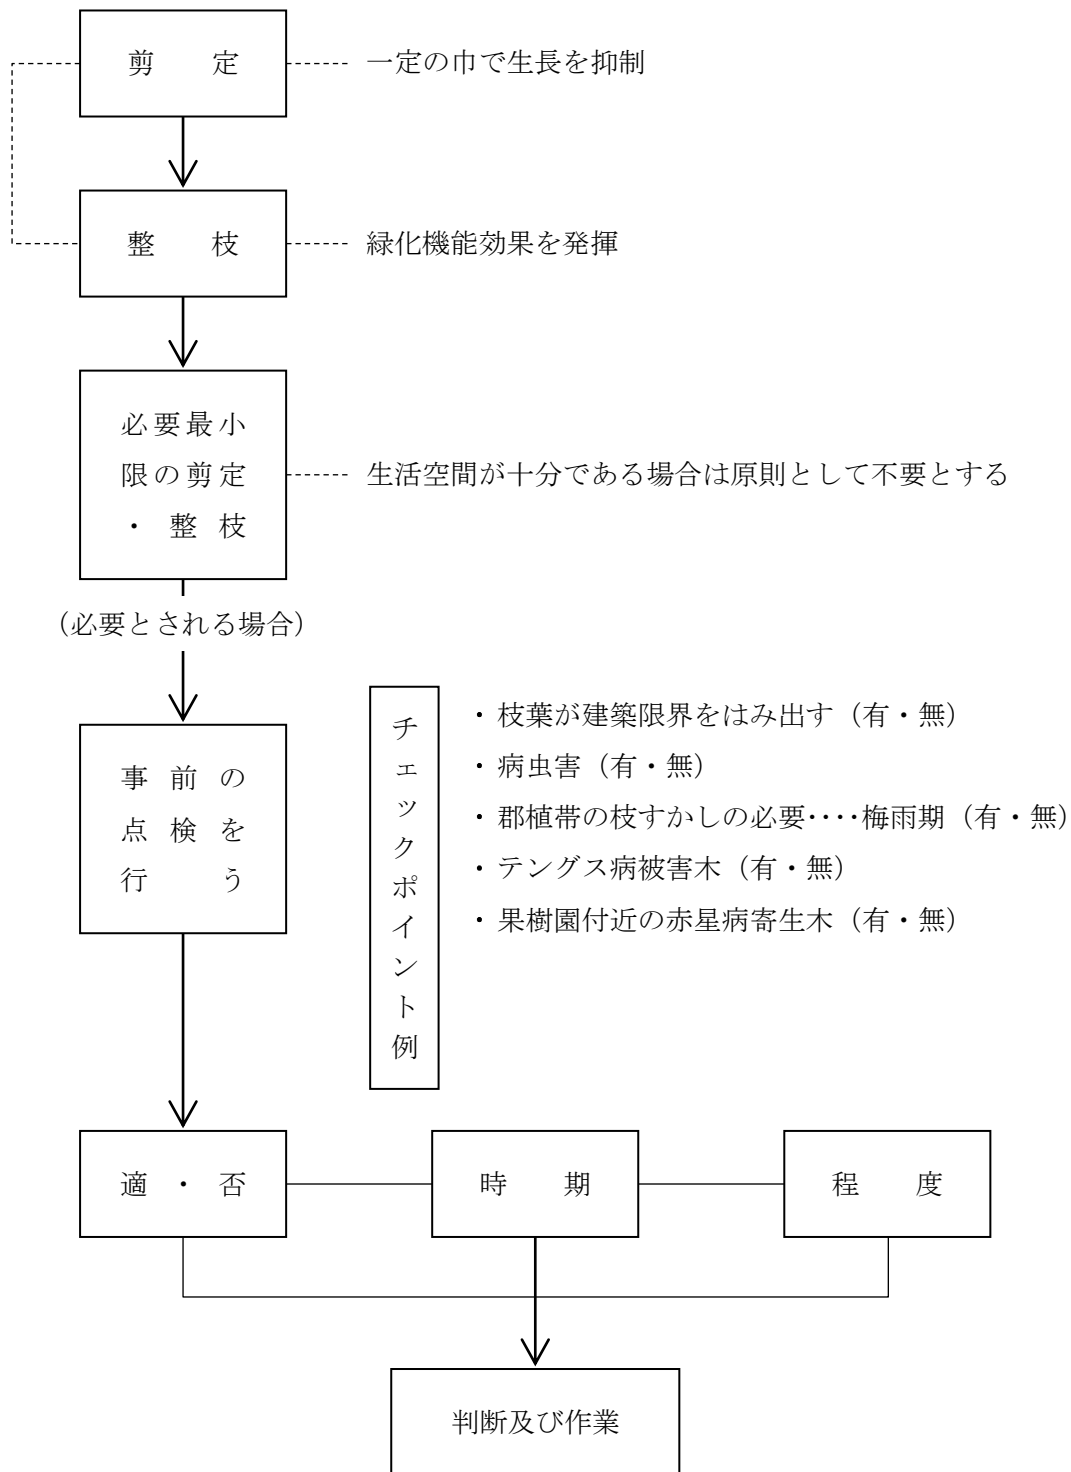 剪定
一定の巾で生長を抑制
整枝
緑化機能効果を発揮
必要最小
限の剪定
・整枝
生活空間が十分である場合は原則として不要とする
（必要とされる場合）
事前の
点検を
行う
チェックポイント例
・枝葉が建築限界をはみ出す（有・無）
・病虫害（有・無）
・郡植帯の枝すかしの必要････梅雨期（有・無）
・テングス病被害木（有・無）
・果樹園付近の赤星病寄生木（有・無）
適・否
時期
程度
判断及び作業